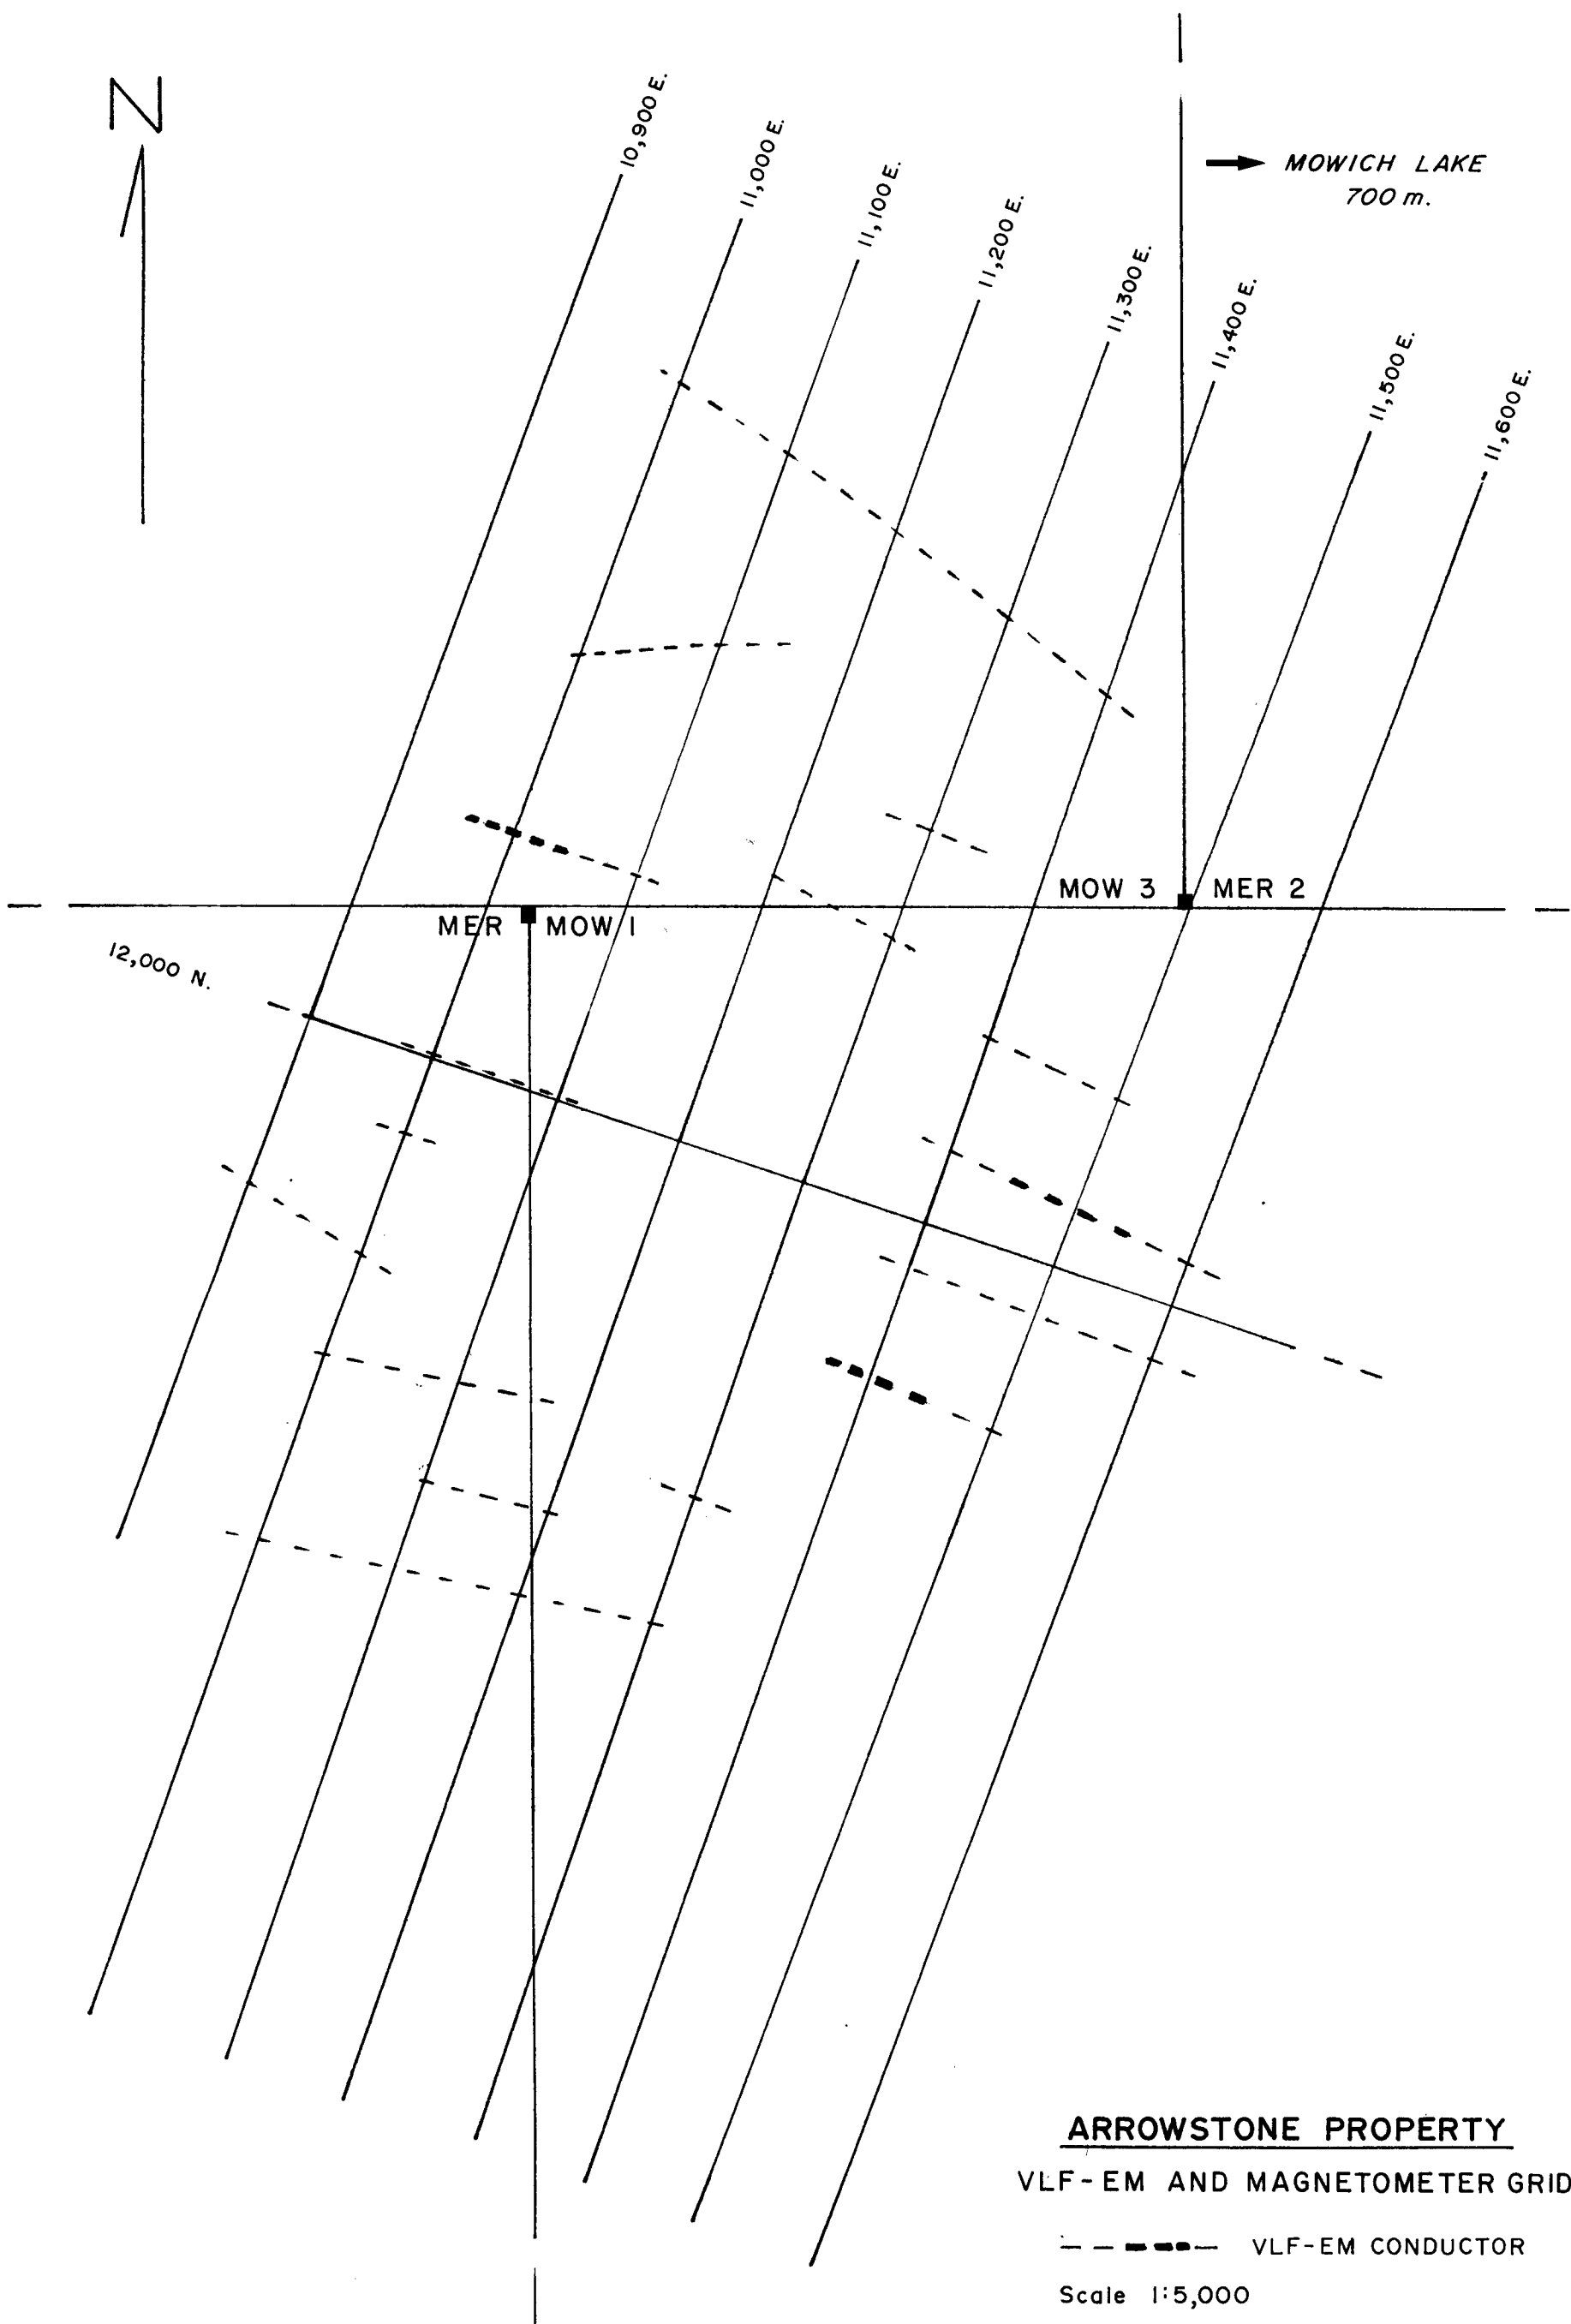 N
10,900 E.
11,000 E.
11,100 E.
11,200 E.
11,300 E.
11,400 E.
11,500 E.
11,600 E.
MOWICH LAKE
700 m.
MOW 3 MER 2
MER MOW 1
12,000 N.
ARROWSTONE PROPERTY
VLF-EM AND MAGNETOMETER GRID
VLF-EM CONDUCTOR
Scale 1:5,000